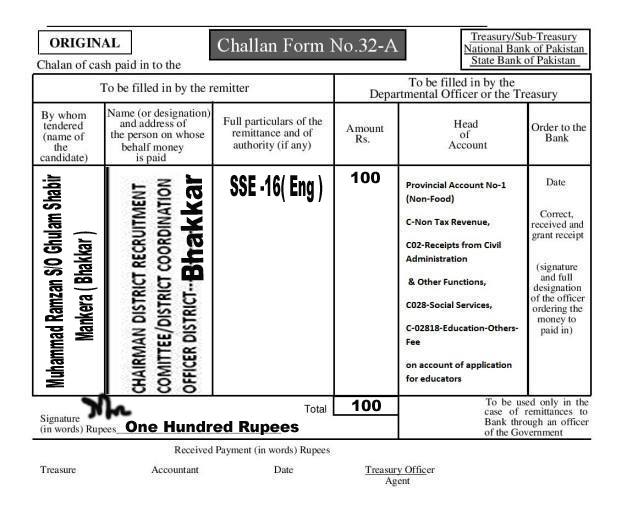 ORIGINAL
Challan Form No.32-A
Treasury/Sub-Treasury
National Bank of Pakistan
State Bank of Pakistan
Chalan of cash paid in to the
To be filled in by the remitter
To be filled in by the
Departmental Officer or the Treasury
By whom
tendered
(name of
the
candidate)
Name (or designation)
and address of
the person on whose
behalf money
is paid
Full particulars of the
remittance and of
authority (if any)
Amount
Rs.
Head
of
Account
Order to the
Bank
Muhammad Ramzan S/O Ghulam Shabir
Mankera ( Bhakkar )
CHAIRMAN DISTRICT RECRUITMENT
COMITTEE/DISTRICT COORDINATION
OFFICER DISTRICT--Bhakkar
SSE -16( Eng )
100
Provincial Account No-1
(Non-Food)
C-Non Tax Revenue,
C02-Receipts from Civil
Administration
& Other Functions,
C028-Social Services,
C-02818-Education-Others-
Fee
on account of application
for educators
Date
Correct,
received and
grant receipt
(signature
and full
designation
of the officer
ordering the
money to
paid in)
Total
100
Signature
(in words) Rupees One Hundred Rupees
To be used only in the
case of remittances to
Bank through an officer
of the Government
Received Payment (in words) Rupees
Treasure
Accountant
Date
Treasury Officer
Agent